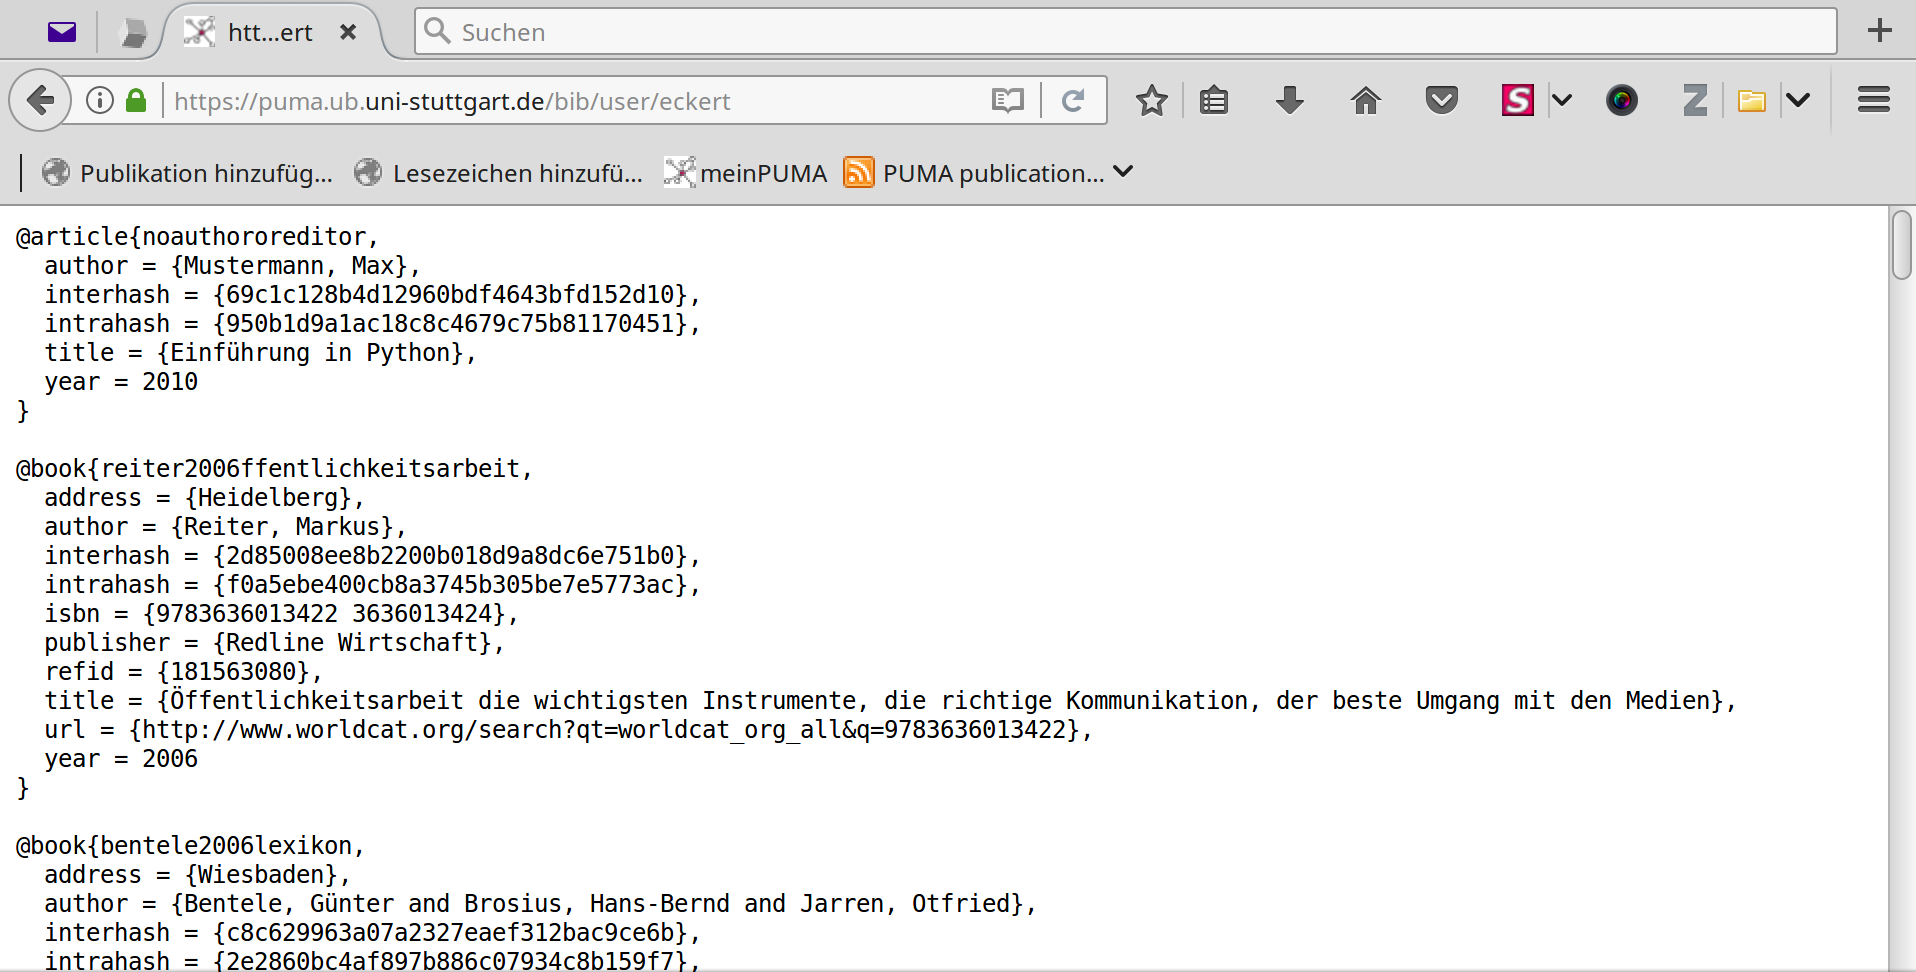 htt...ert
Suchen
https://puma.ub.uni-stuttgart.de/bib/user/eckert
Publikation hinzufüg... Lesezeichen hinzufü... meinPUMA PUMA publication...
@article{noauthororeditor,
  author = {Mustermann, Max},
  interhash = {69c1c128b4d12960bdf4643bfd152d10},
  intrahash = {950b1d9a1ac18c8c4679c75b81170451},
  title = {Einführung in Python},
  year = 2010
}
@book{reiter2006ffentlichkeitsarbeit,
  address = {Heidelberg},
  author = {Reiter, Markus},
  interhash = {2d85008ee8b2200b018d9a8dc6e751b0},
  intrahash = {f0a5ebe400cb8a3745b305be7e5773ac},
  isbn = {9783636013422 3636013424},
  publisher = {Redline Wirtschaft},
  refid = {181563080},
  title = {Öffentlichkeitsarbeit die wichtigsten Instrumente, die richtige Kommunikation, der beste Umgang mit den Medien},
  url = {http://www.worldcat.org/search?qt=worldcat_org_all&q=9783636013422},
  year = 2006
}
@book{bentele2006lexikon,
  address = {Wiesbaden},
  author = {Bentele, Günter and Brosius, Hans-Bernd and Jarren, Otfried},
  interhash = {c8c629963a07a2327eaef312bac9ce6b},
  intrahash = {2e2860bc4af897b886c07934c8b159f7},